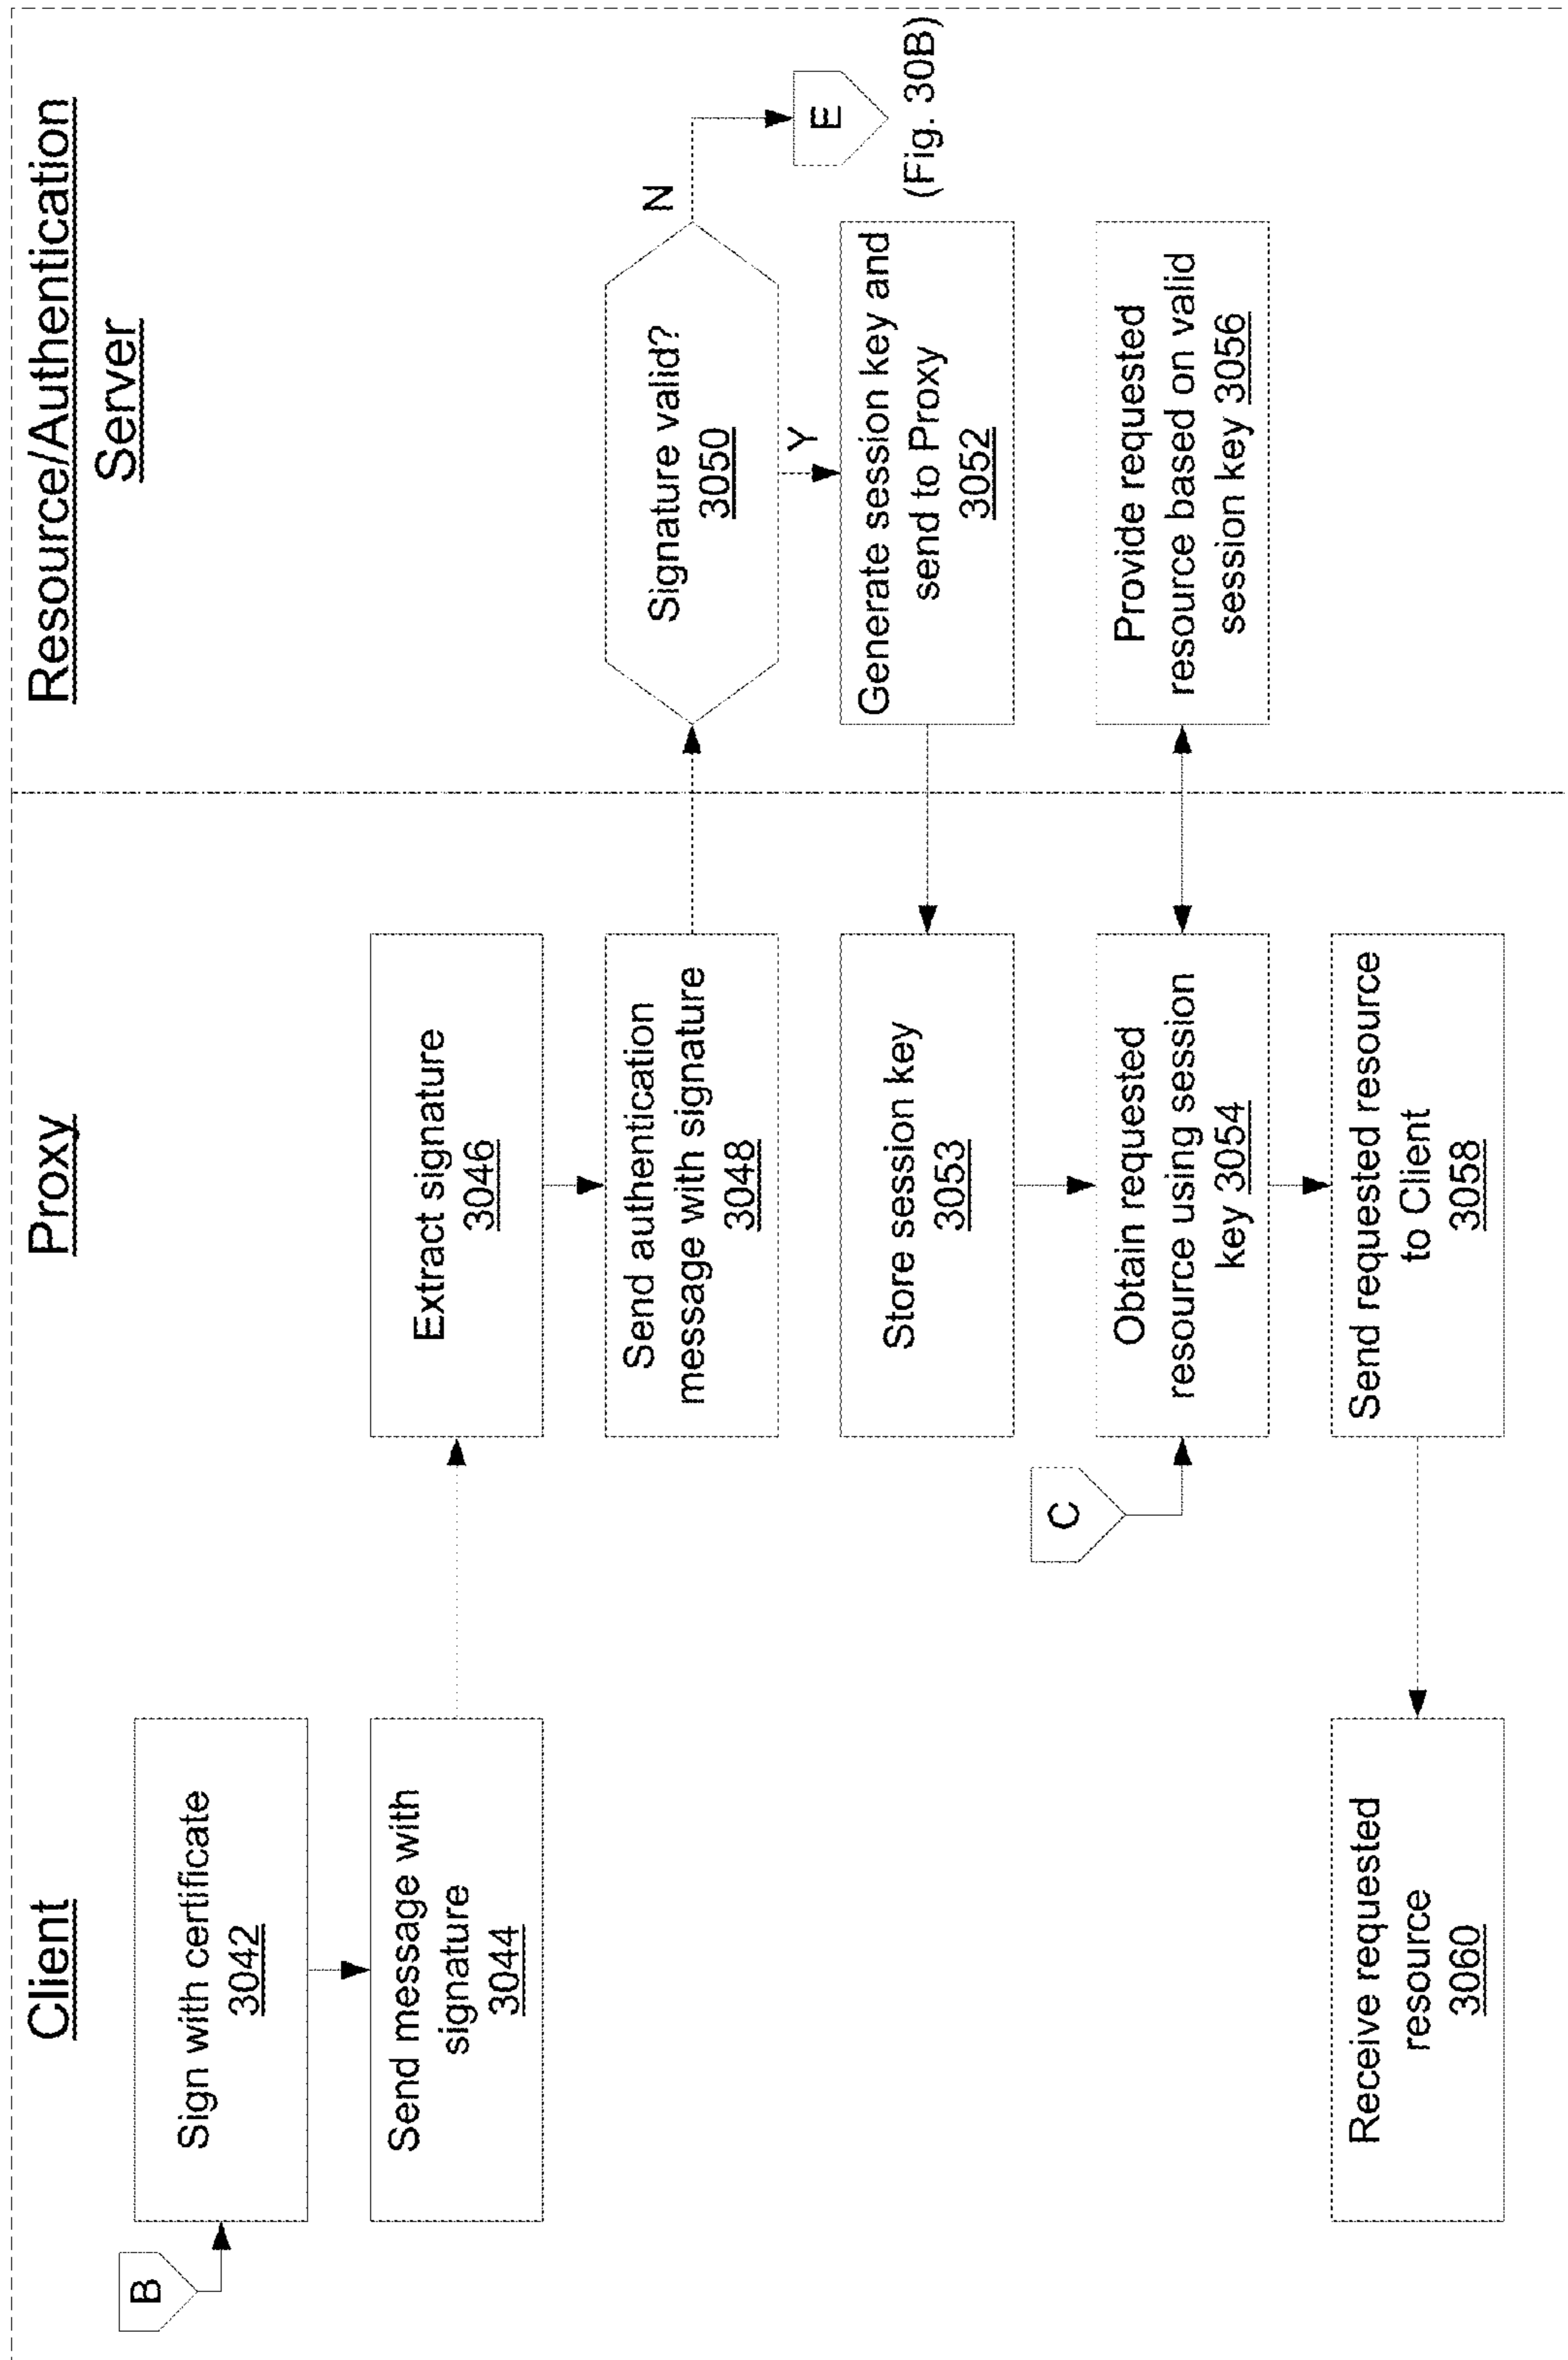 Client
Proxy
Resource/Authentication
Server
B
Sign with certificate
3042
Send message with
signature
3044
Extract signature
3046
Send authentication
message with signature
3048
Signature valid?
3050
N
E
(Fig. 30B)
Y
Generate session key and
send to Proxy
3052
Store session key
3053
C
Obtain requested
resource using session
key 3054
Provide requested
resource based on valid
session key 3056
Send requested resource
to Client
3058
Receive requested
resource
3060